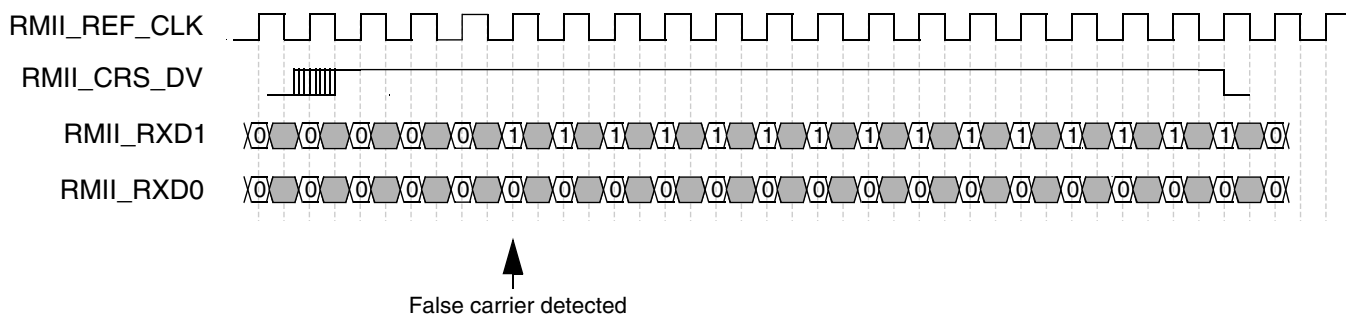 RMII_REF_CLK
RMII_CRS_DV
RMII_RXD1 0 0 0 0 0 1 1 1 1 1 1 1 1 1 1 1 1 1 1 1 0
RMII_RXD0 0 0 0 0 0 0 0 0 0 0 0 0 0 0 0 0 0 0 0 0 0
False carrier detected